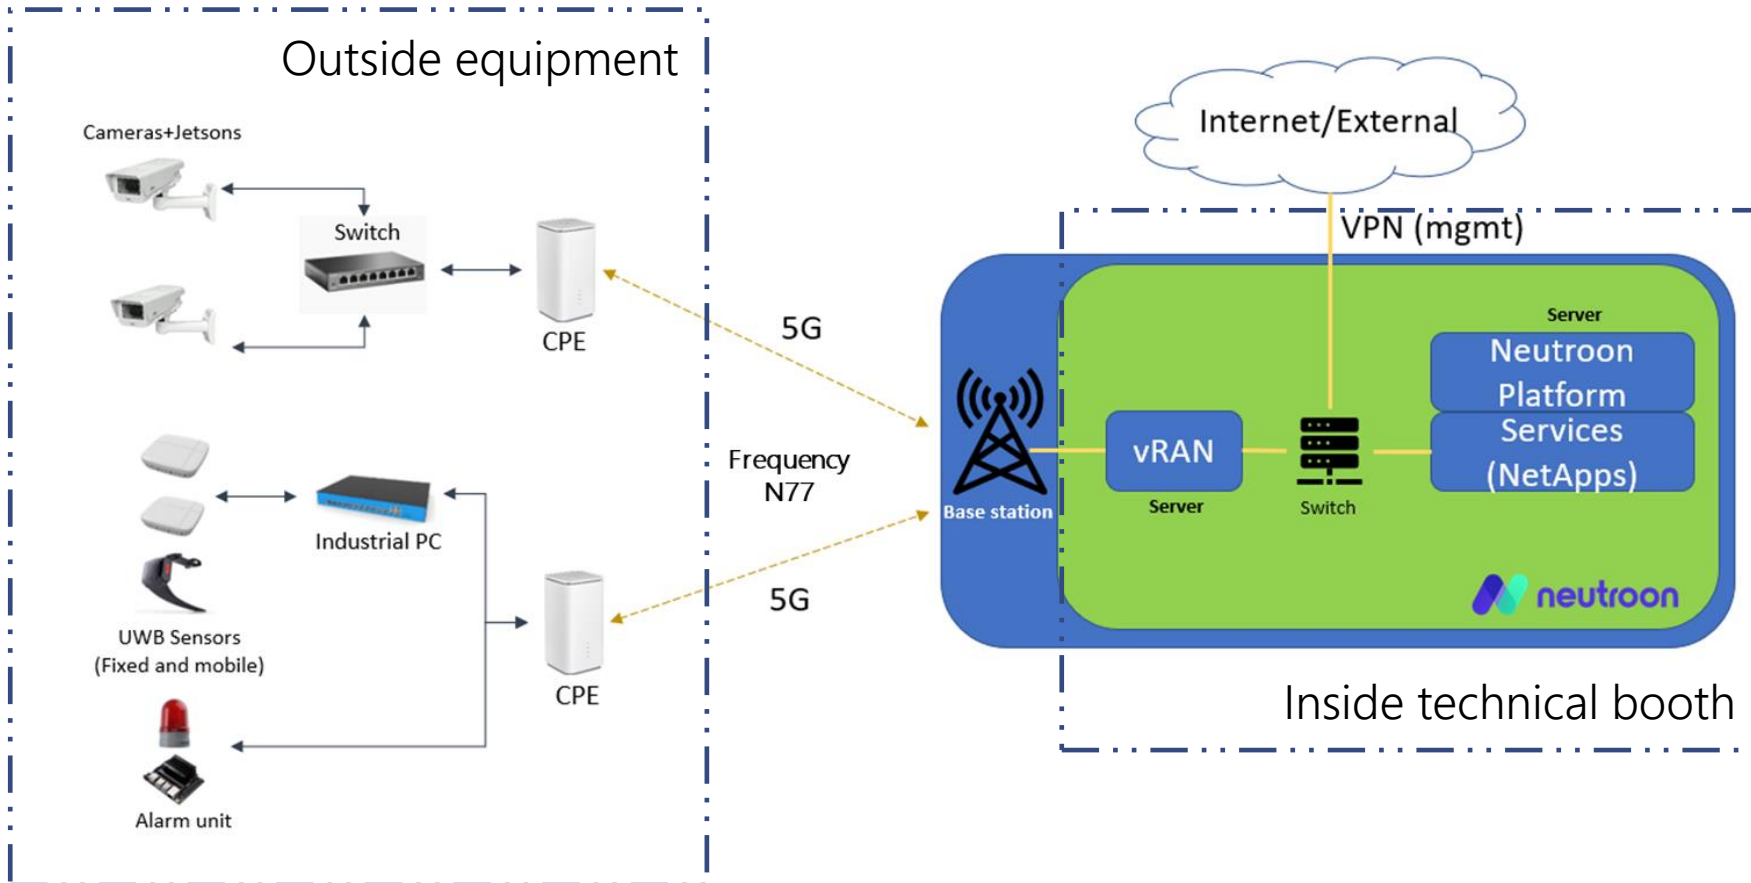 Outside equipment
Cameras+Jetsons
Switch
CPE
5G
Frequency
N77
Industrial PC
UWB Sensors
(Fixed and mobile)
CPE
5G
Alarm unit
Internet/External
VPN (mgmt)
Base station
vRAN
Server
Switch
Server
Neutroon
Platform
Services
(NetApps)
neutroon
Inside technical booth